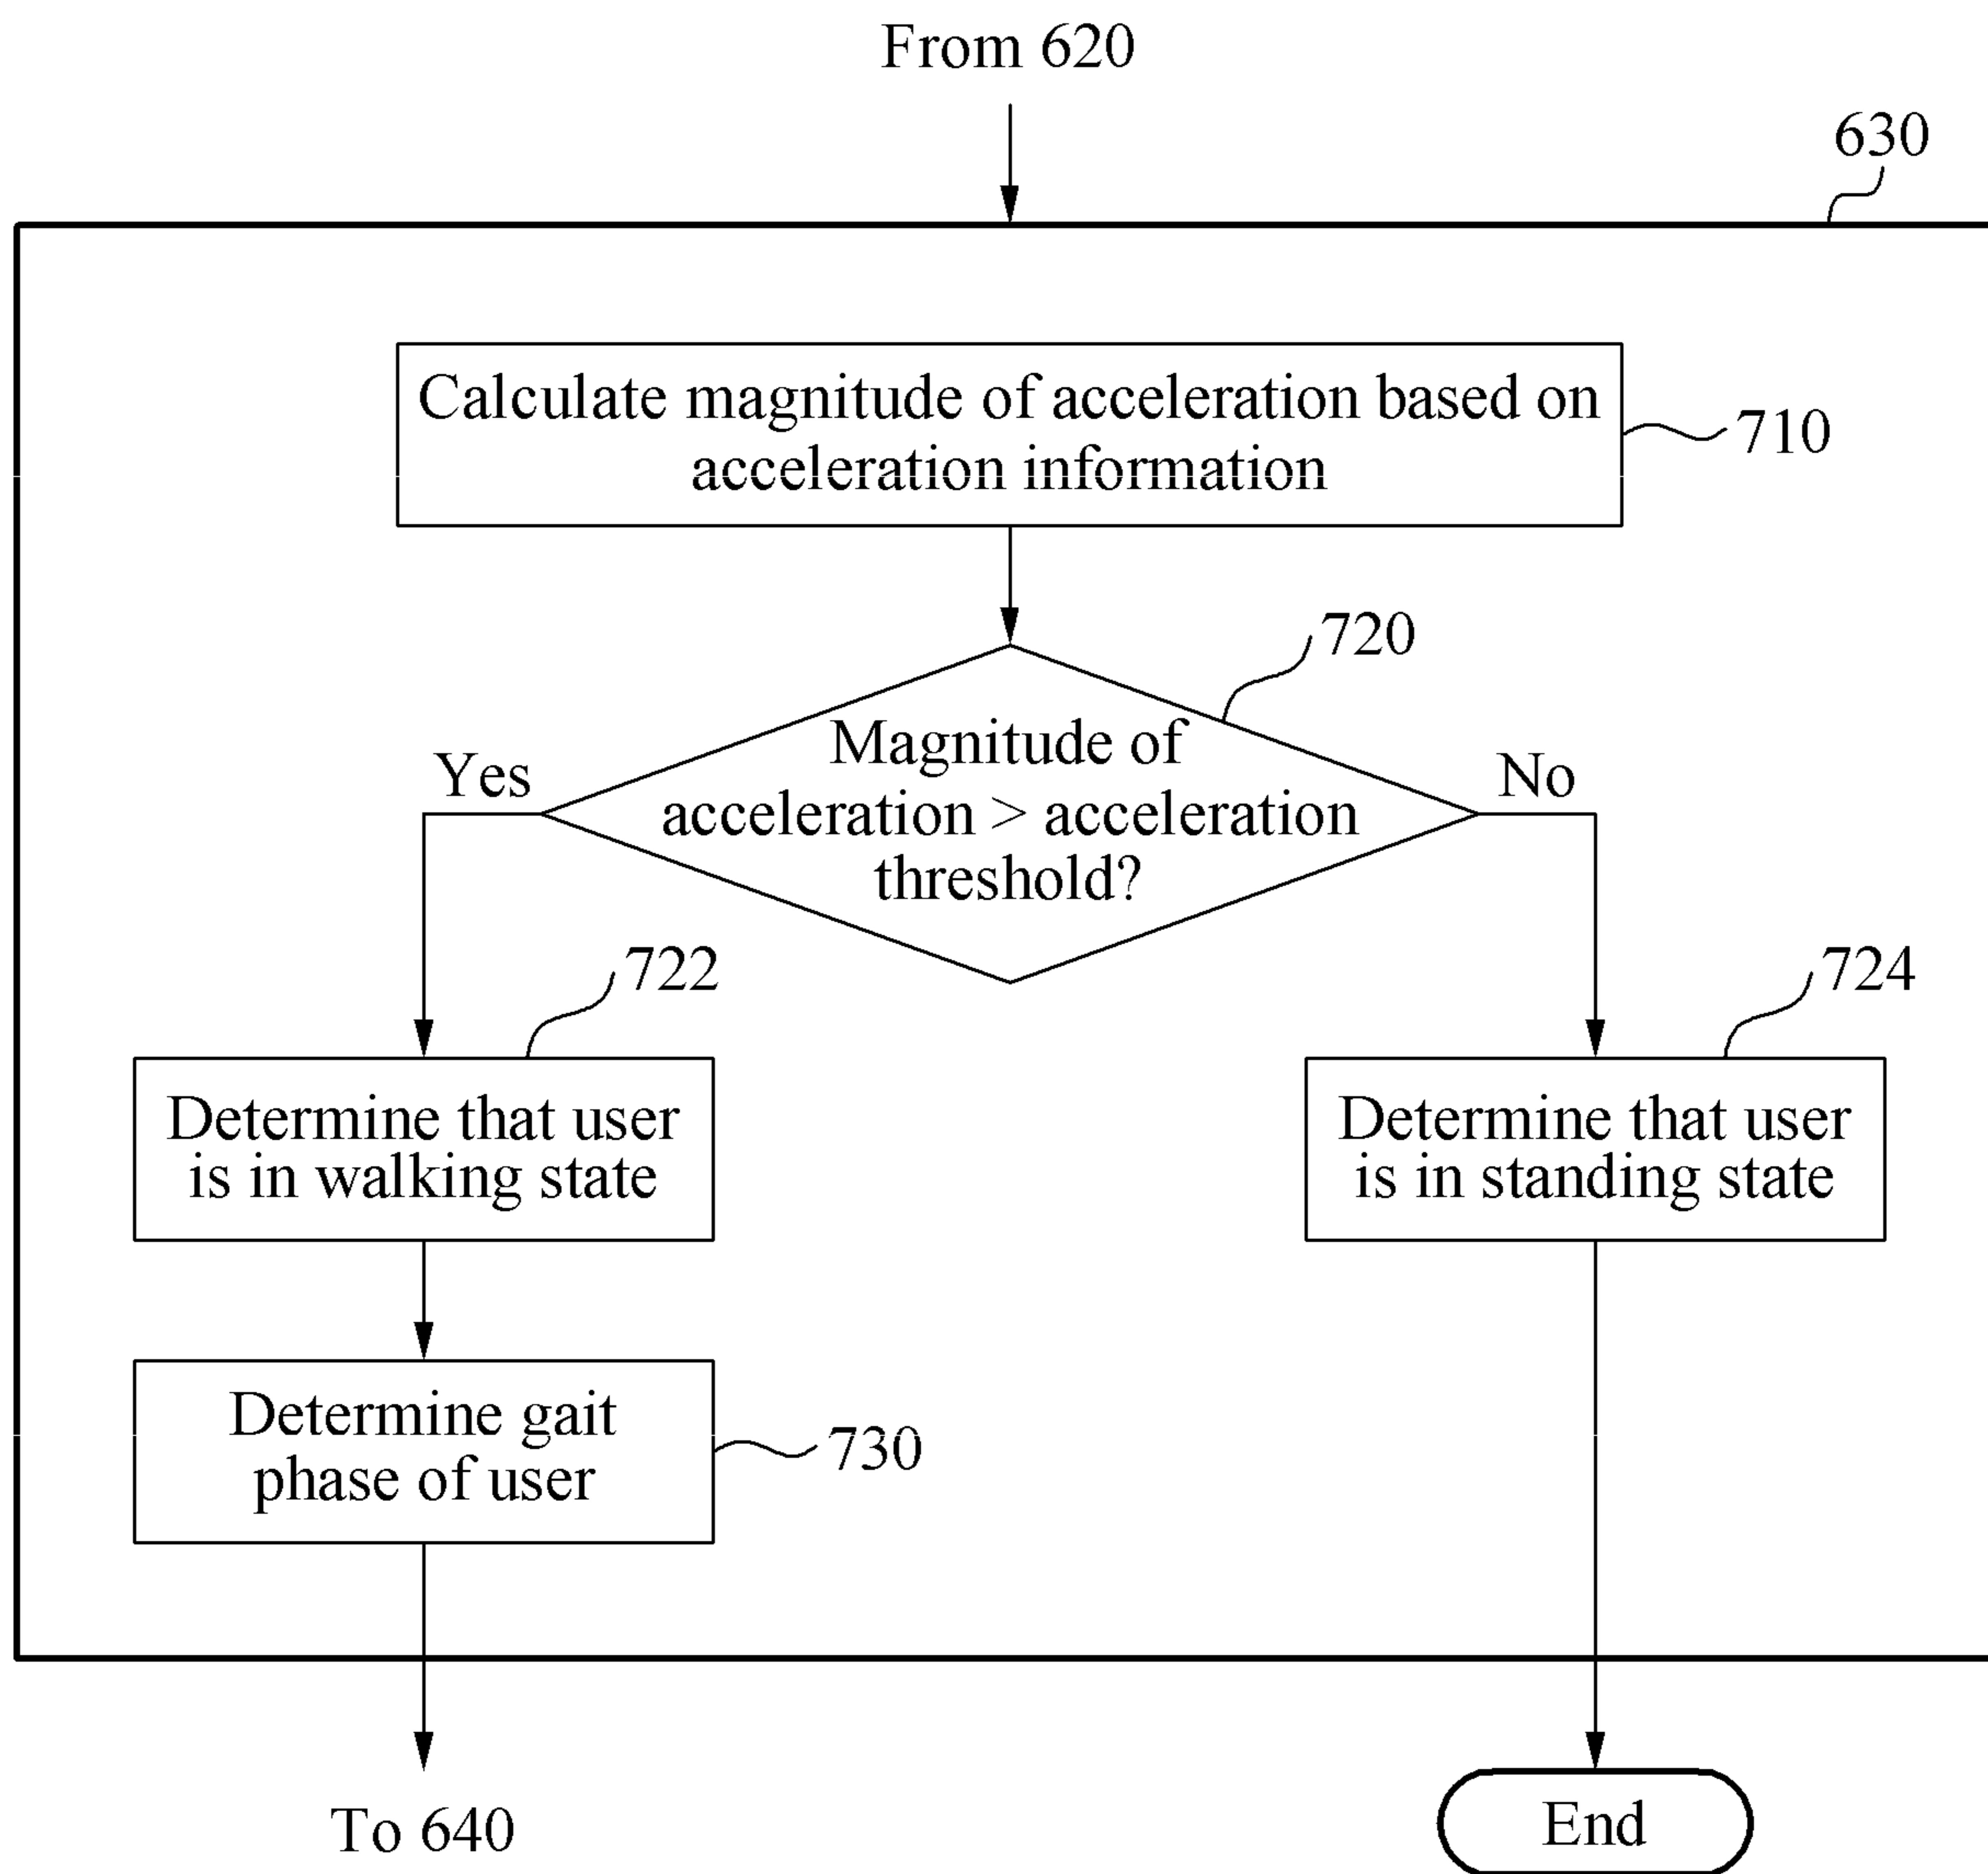 From 620
630
Calculate magnitude of acceleration based on
acceleration information
710
720
Magnitude of
acceleration > acceleration
threshold?
Yes
No
722
724
Determine that user
is in walking state
Determine that user
is in standing state
Determine gait
phase of user
730
To 640
End